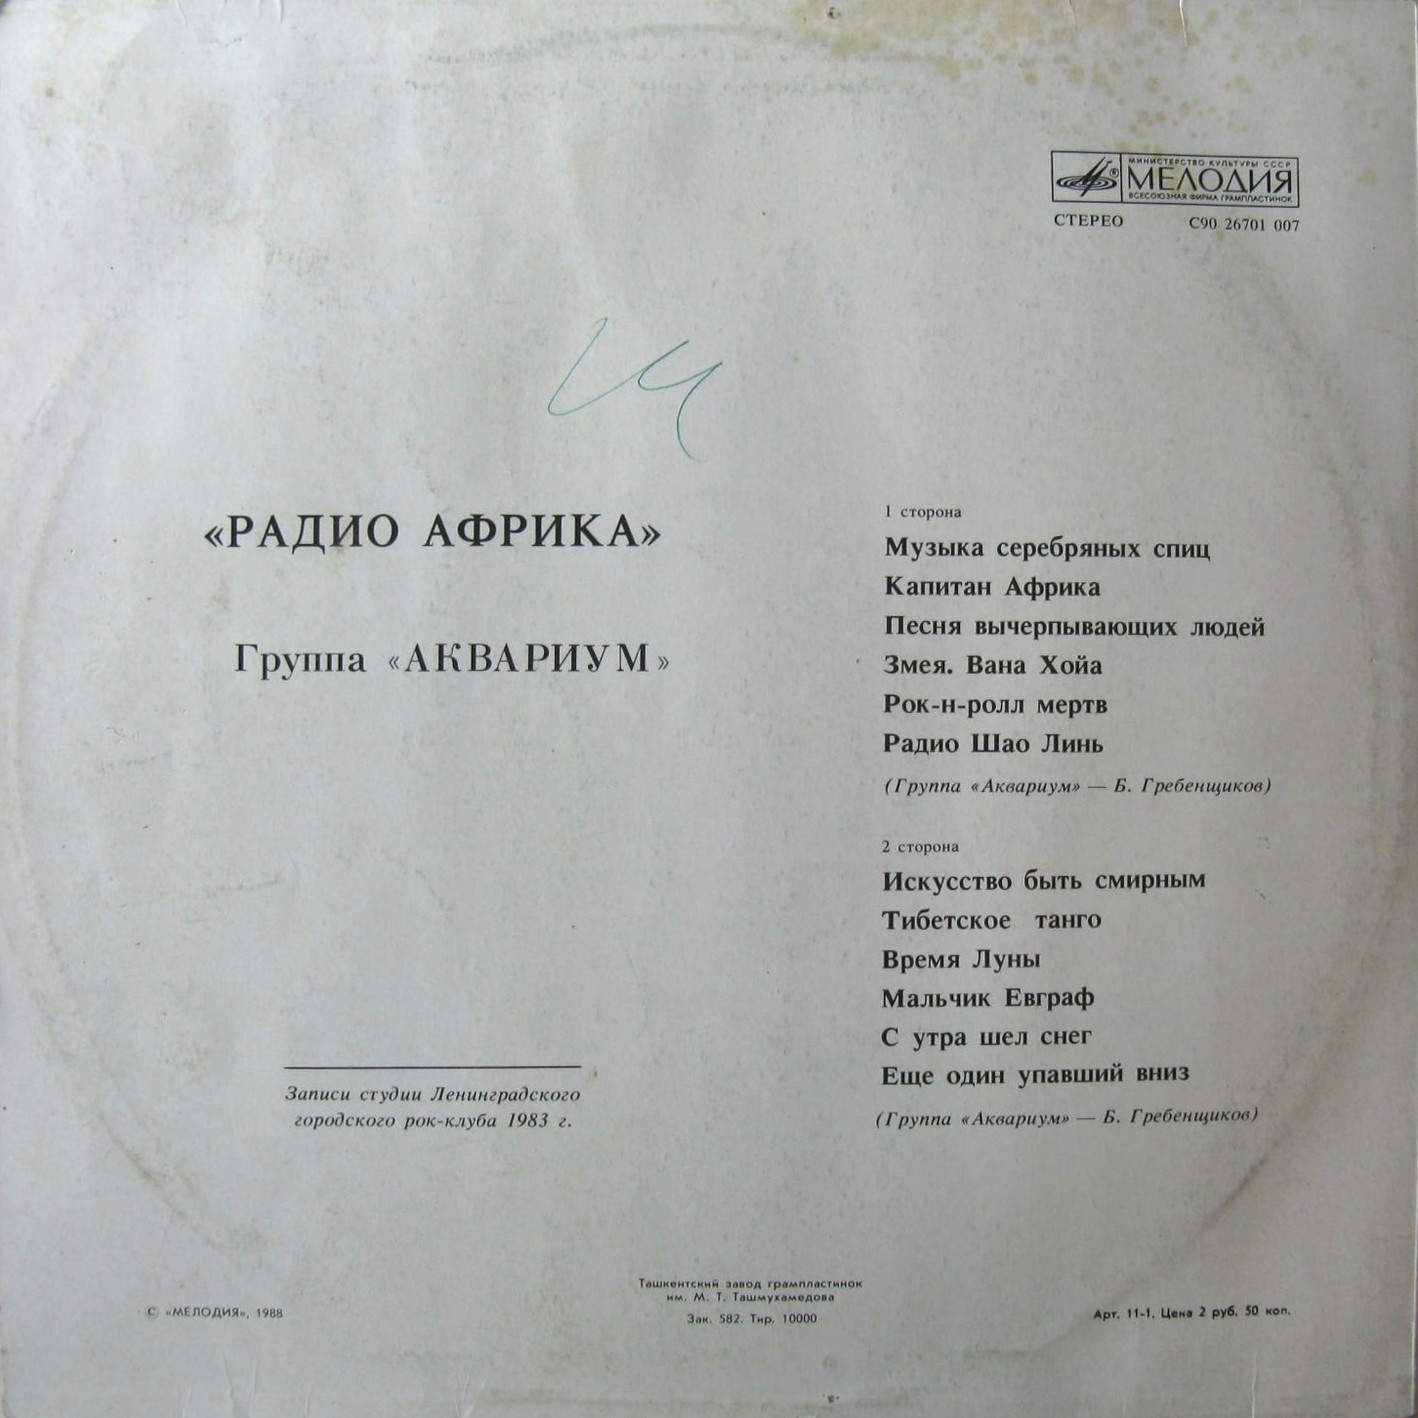 МИНИСТЕРСТВО КУЛЬТУРЫ СССР
МЕЛОДИЯ
ВСЕСОЮЗНАЯ ФИРМА ГРАМПЛАСТИНОК
СТЕРЕО С90 26701 007
«РАДИО АФРИКА»
Группа «АКВАРИУМ»
1 сторона
Музыка серебряных спиц
Капитан Африка
Песня вычерпывающих людей
Змея. Вана Хойа
Рок-н-ролл мертв
Радио Шао Линь
(Группа «Аквариум» — Б. Гребенщиков)
2 сторона
Искусство быть смирным
Тибетское танго
Время Луны
Мальчик Евграф
С утра шел снег
Еще один упавший вниз
(Группа «Аквариум» — Б. Гребенщиков)
Записи студии Ленинградского
городского рок-клуба 1983 г.
С «МЕЛОДИЯ», 1988
Ташкентский завод грампластинок
им. М. Т. Ташмухамедова
Зак. 582. Тир. 10000
Арт. 11-1. Цена 2 руб. 50 коп.